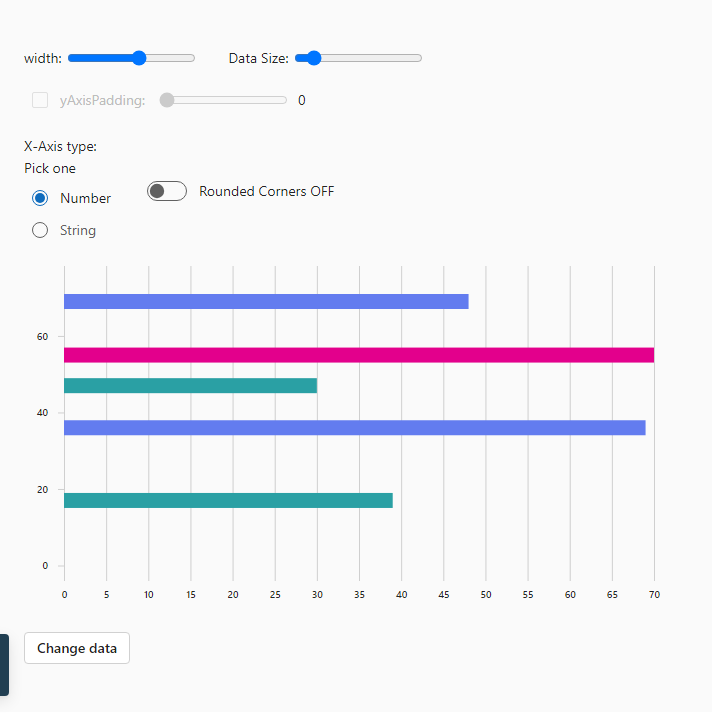 width: Data Size:
yAxisPadding: 0
X-Axis type:
Pick one
Number
Rounded Corners OFF
String
60
40
20
0
0 5 10 15 20 25 30 35 40 45 50 55 60 65 70
Change data